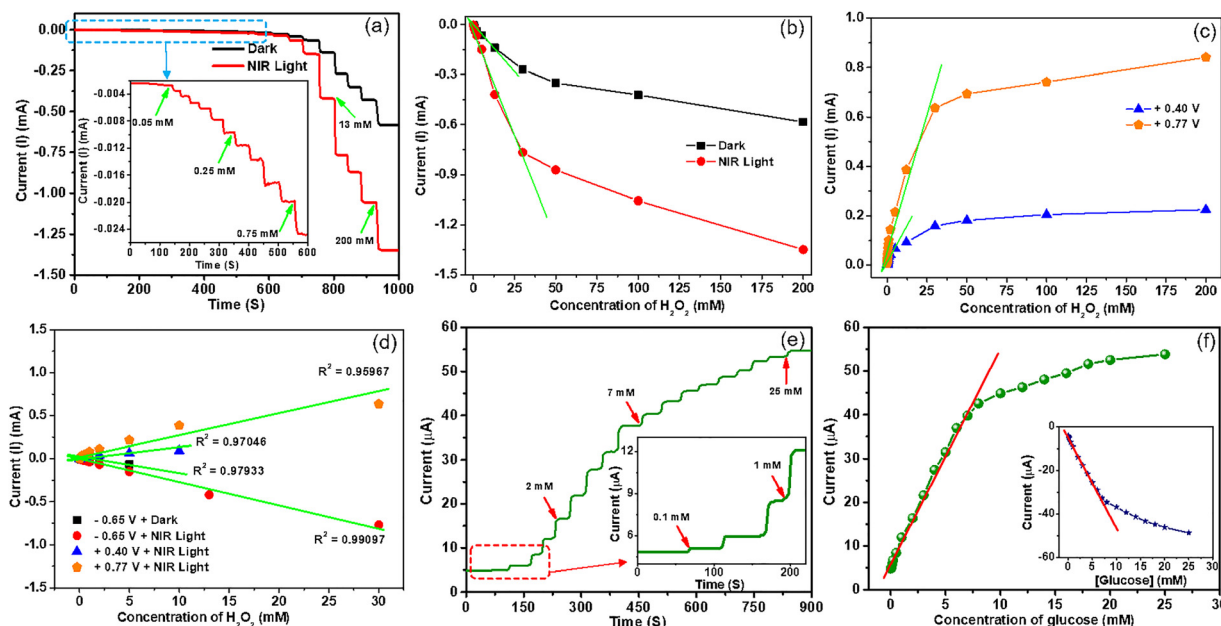 (a)
Current (I) (mA)
0.00
-0.25
-0.50
-0.75
-1.00
-1.25
-1.50
0 200 400 600 800 1000
Time (S)
Dark
NIR Light
13 mM
200 mM
Current (I) (mA)
-0.004
-0.008
-0.012
-0.016
-0.020
-0.024
0 100 200 300 400 500 600
Time (S)
0.05 mM
0.25 mM
0.75 mM
(b)
Current (I) (mA)
0.0
-0.3
-0.6
-0.9
-1.2
-1.5
0 25 50 75 100 125 150 175 200
Concentration of H₂O₂ (mM)
Dark
NIR Light
(c)
Current (I) (mA)
1.0
0.8
0.6
0.4
0.2
0.0
0 25 50 75 100 125 150 175 200
Concentration of H₂O₂ (mM)
+ 0.40 V
+ 0.77 V
(d)
Current (I) (mA)
1.5
1.0
0.5
0.0
-0.5
-1.0
-1.5
0 5 10 15 20 25 30
Concentration of H₂O₂ (mM)
R² = 0.95967
R² = 0.97046
R² = 0.97933
R² = 0.99097
- 0.65 V + Dark
- 0.65 V + NIR Light
+ 0.40 V + NIR Light
+ 0.77 V + NIR Light
(e)
Current (µA)
60
50
40
30
20
10
0
0 150 300 450 600 750 900
Time (S)
2 mM
7 mM
25 mM
Current (µA)
12
9
6
3
0 100 200
Time (S)
0.1 mM
1 mM
(f)
Current (µA)
60
50
40
30
20
10
0
0 5 10 15 20 25 30
Concentration of glucose (mM)
Current (µA)
0
-20
-40
-60
0 5 10 15 20 25 30
[Glucose] (mM)